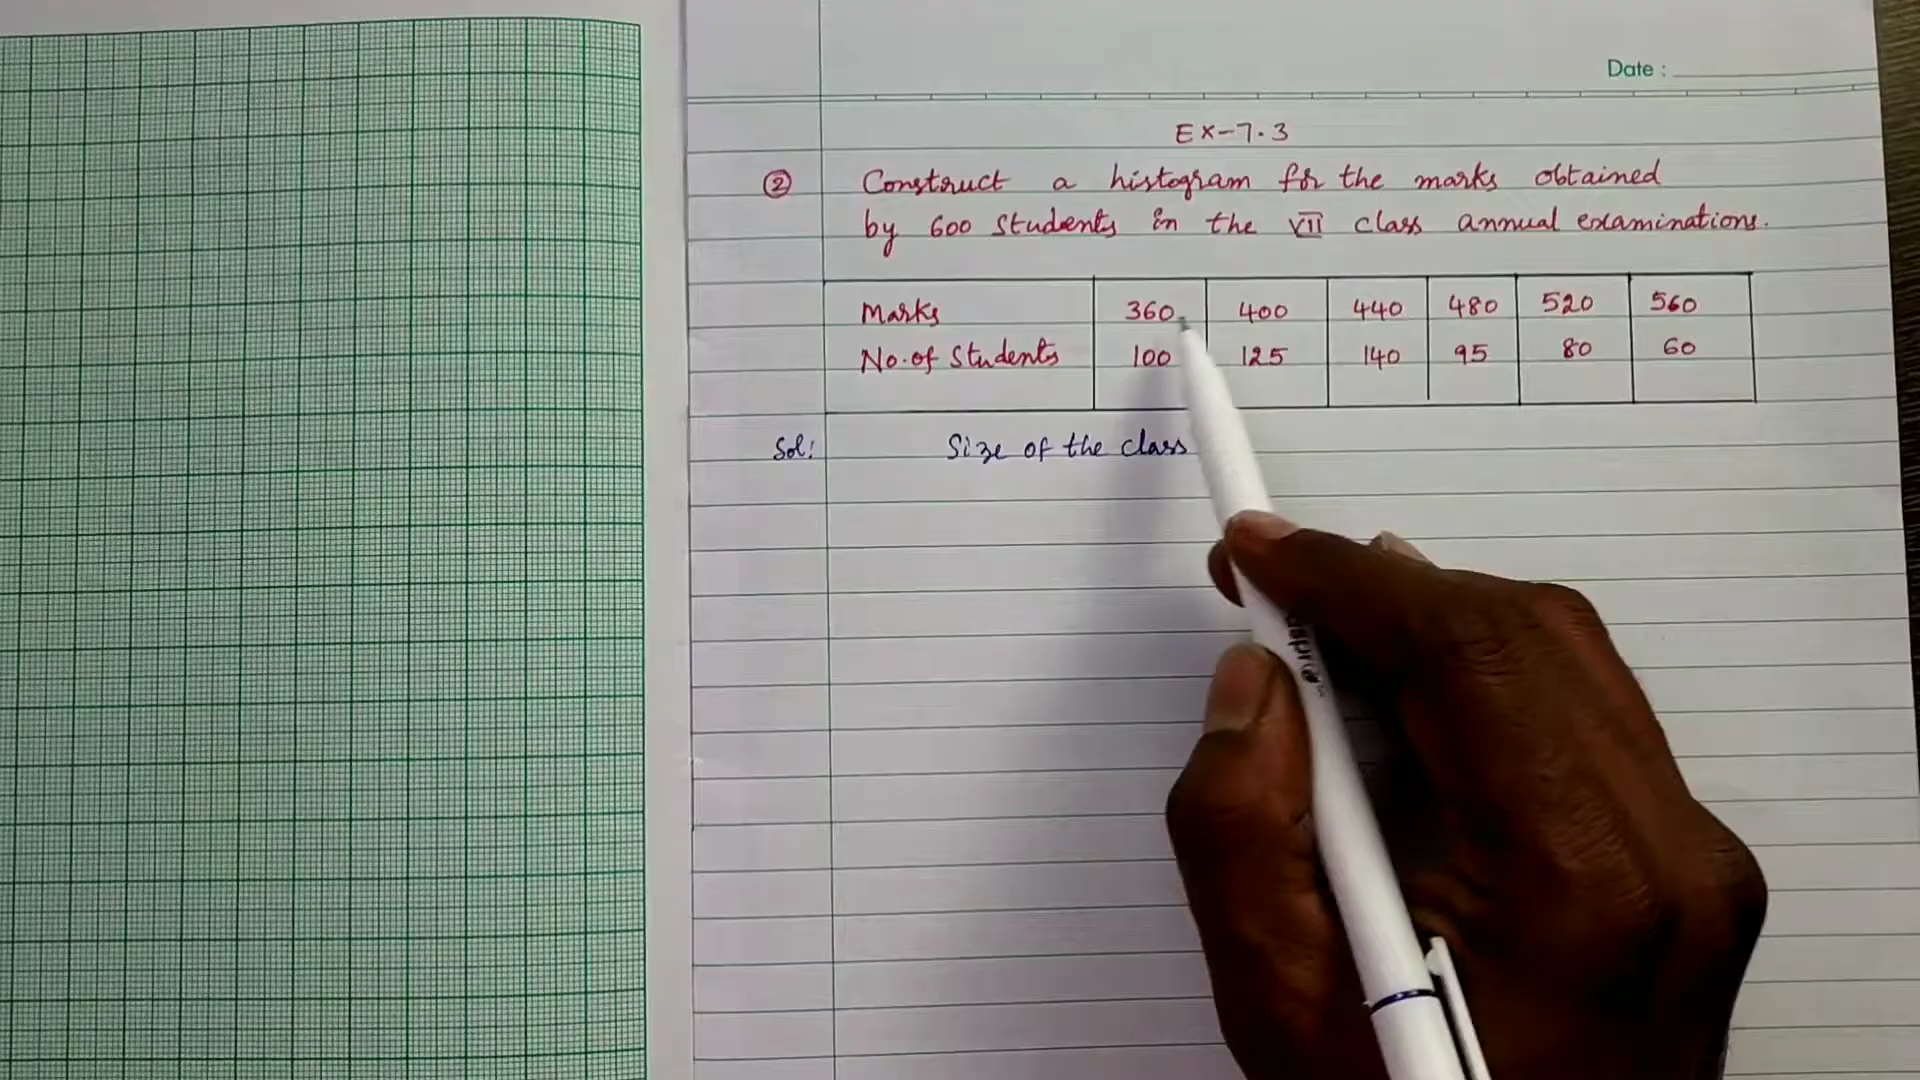 Date :
Ex-7.3
② Construct a histogram for the marks obtained
by 600 students in the VII class annual examinations.
Marks 360 400 440 480 520 560
No. of Students 100 125 140 95 80 60
Sol: Size of the class